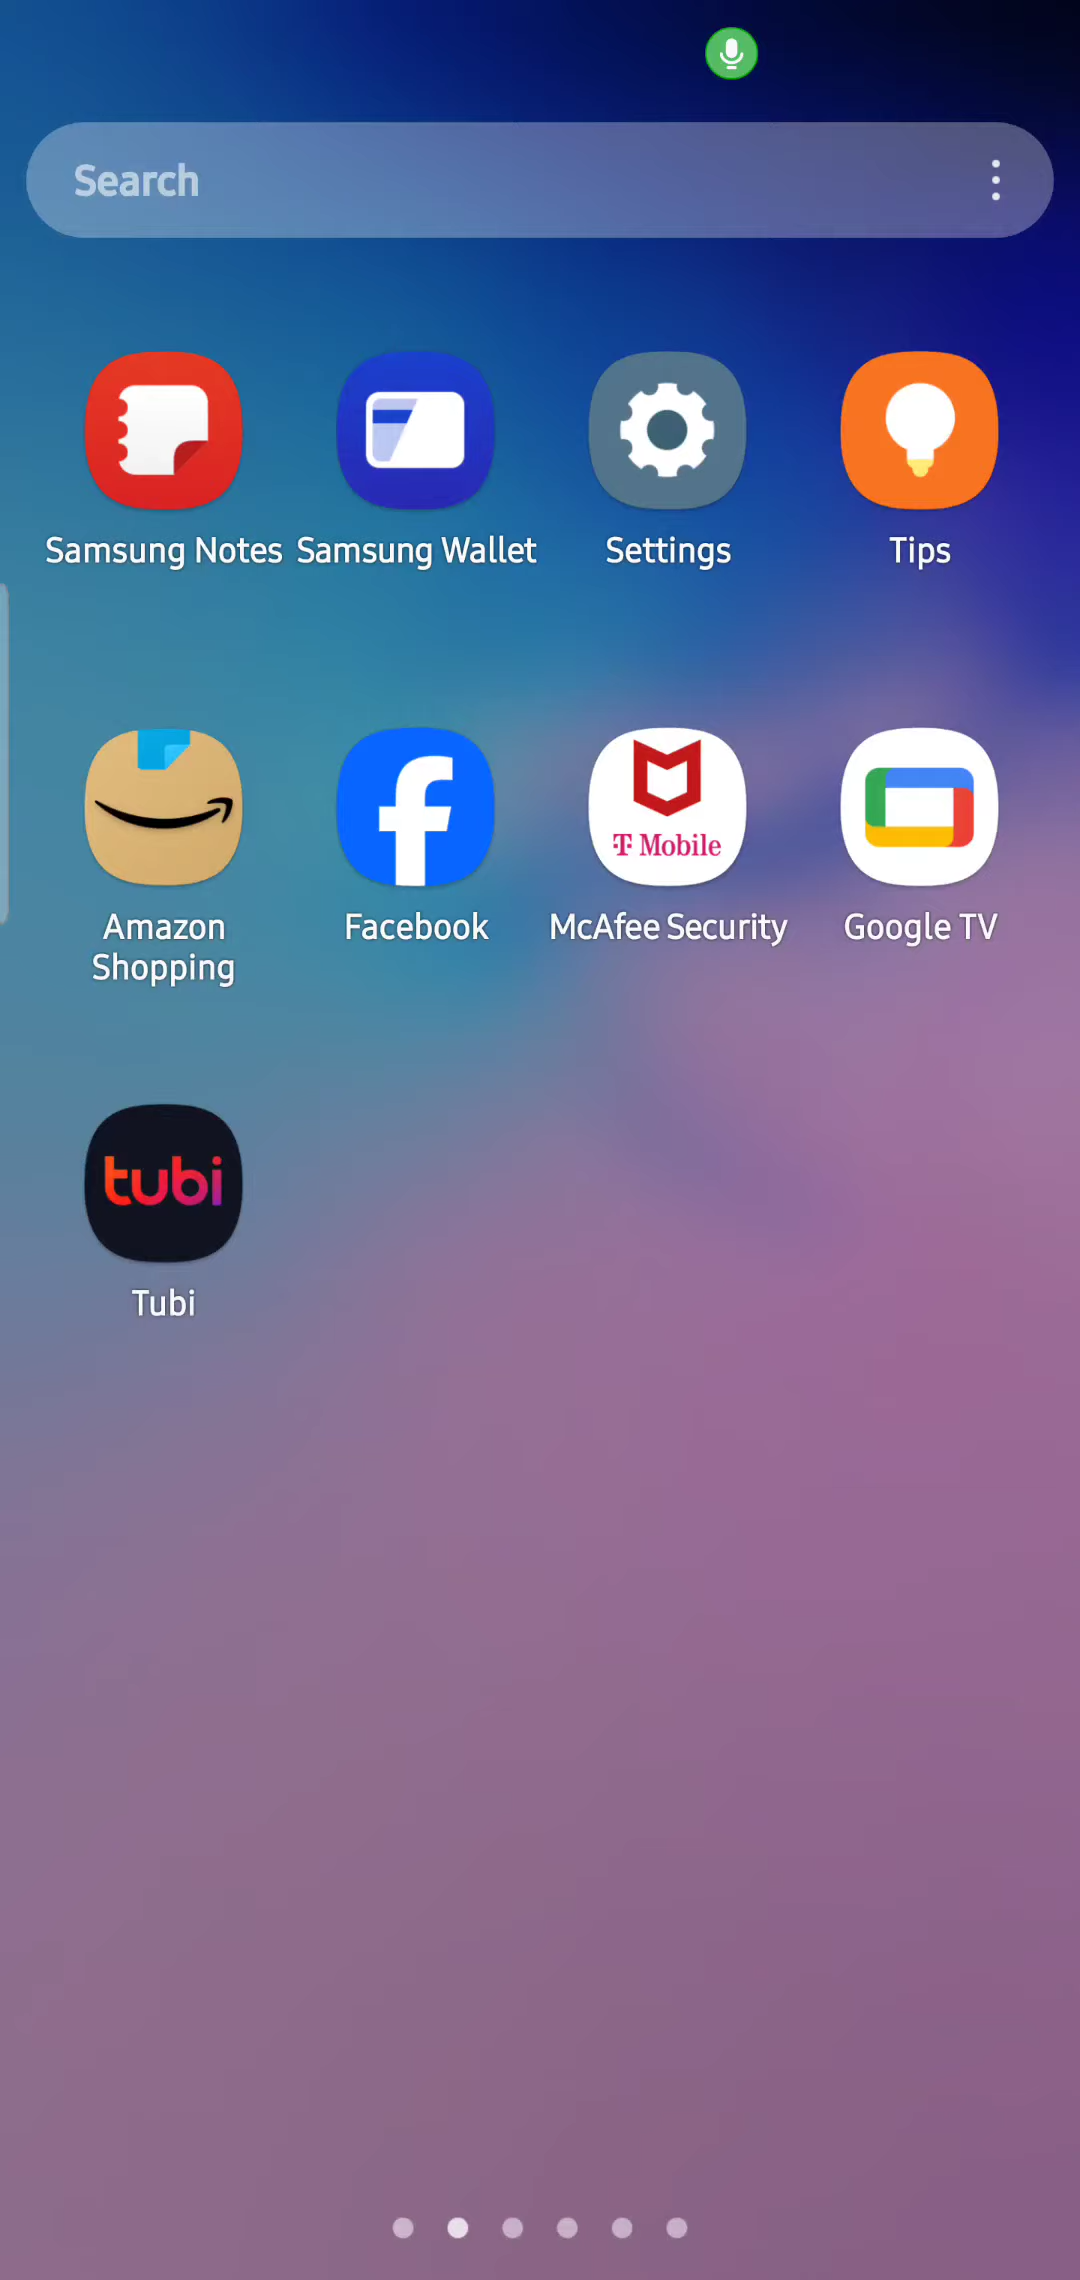 Search
Samsung Notes
Samsung Wallet
Settings
Tips
T Mobile
Amazon
Shopping
Facebook
McAfee Security
Google TV
tubi
Tubi